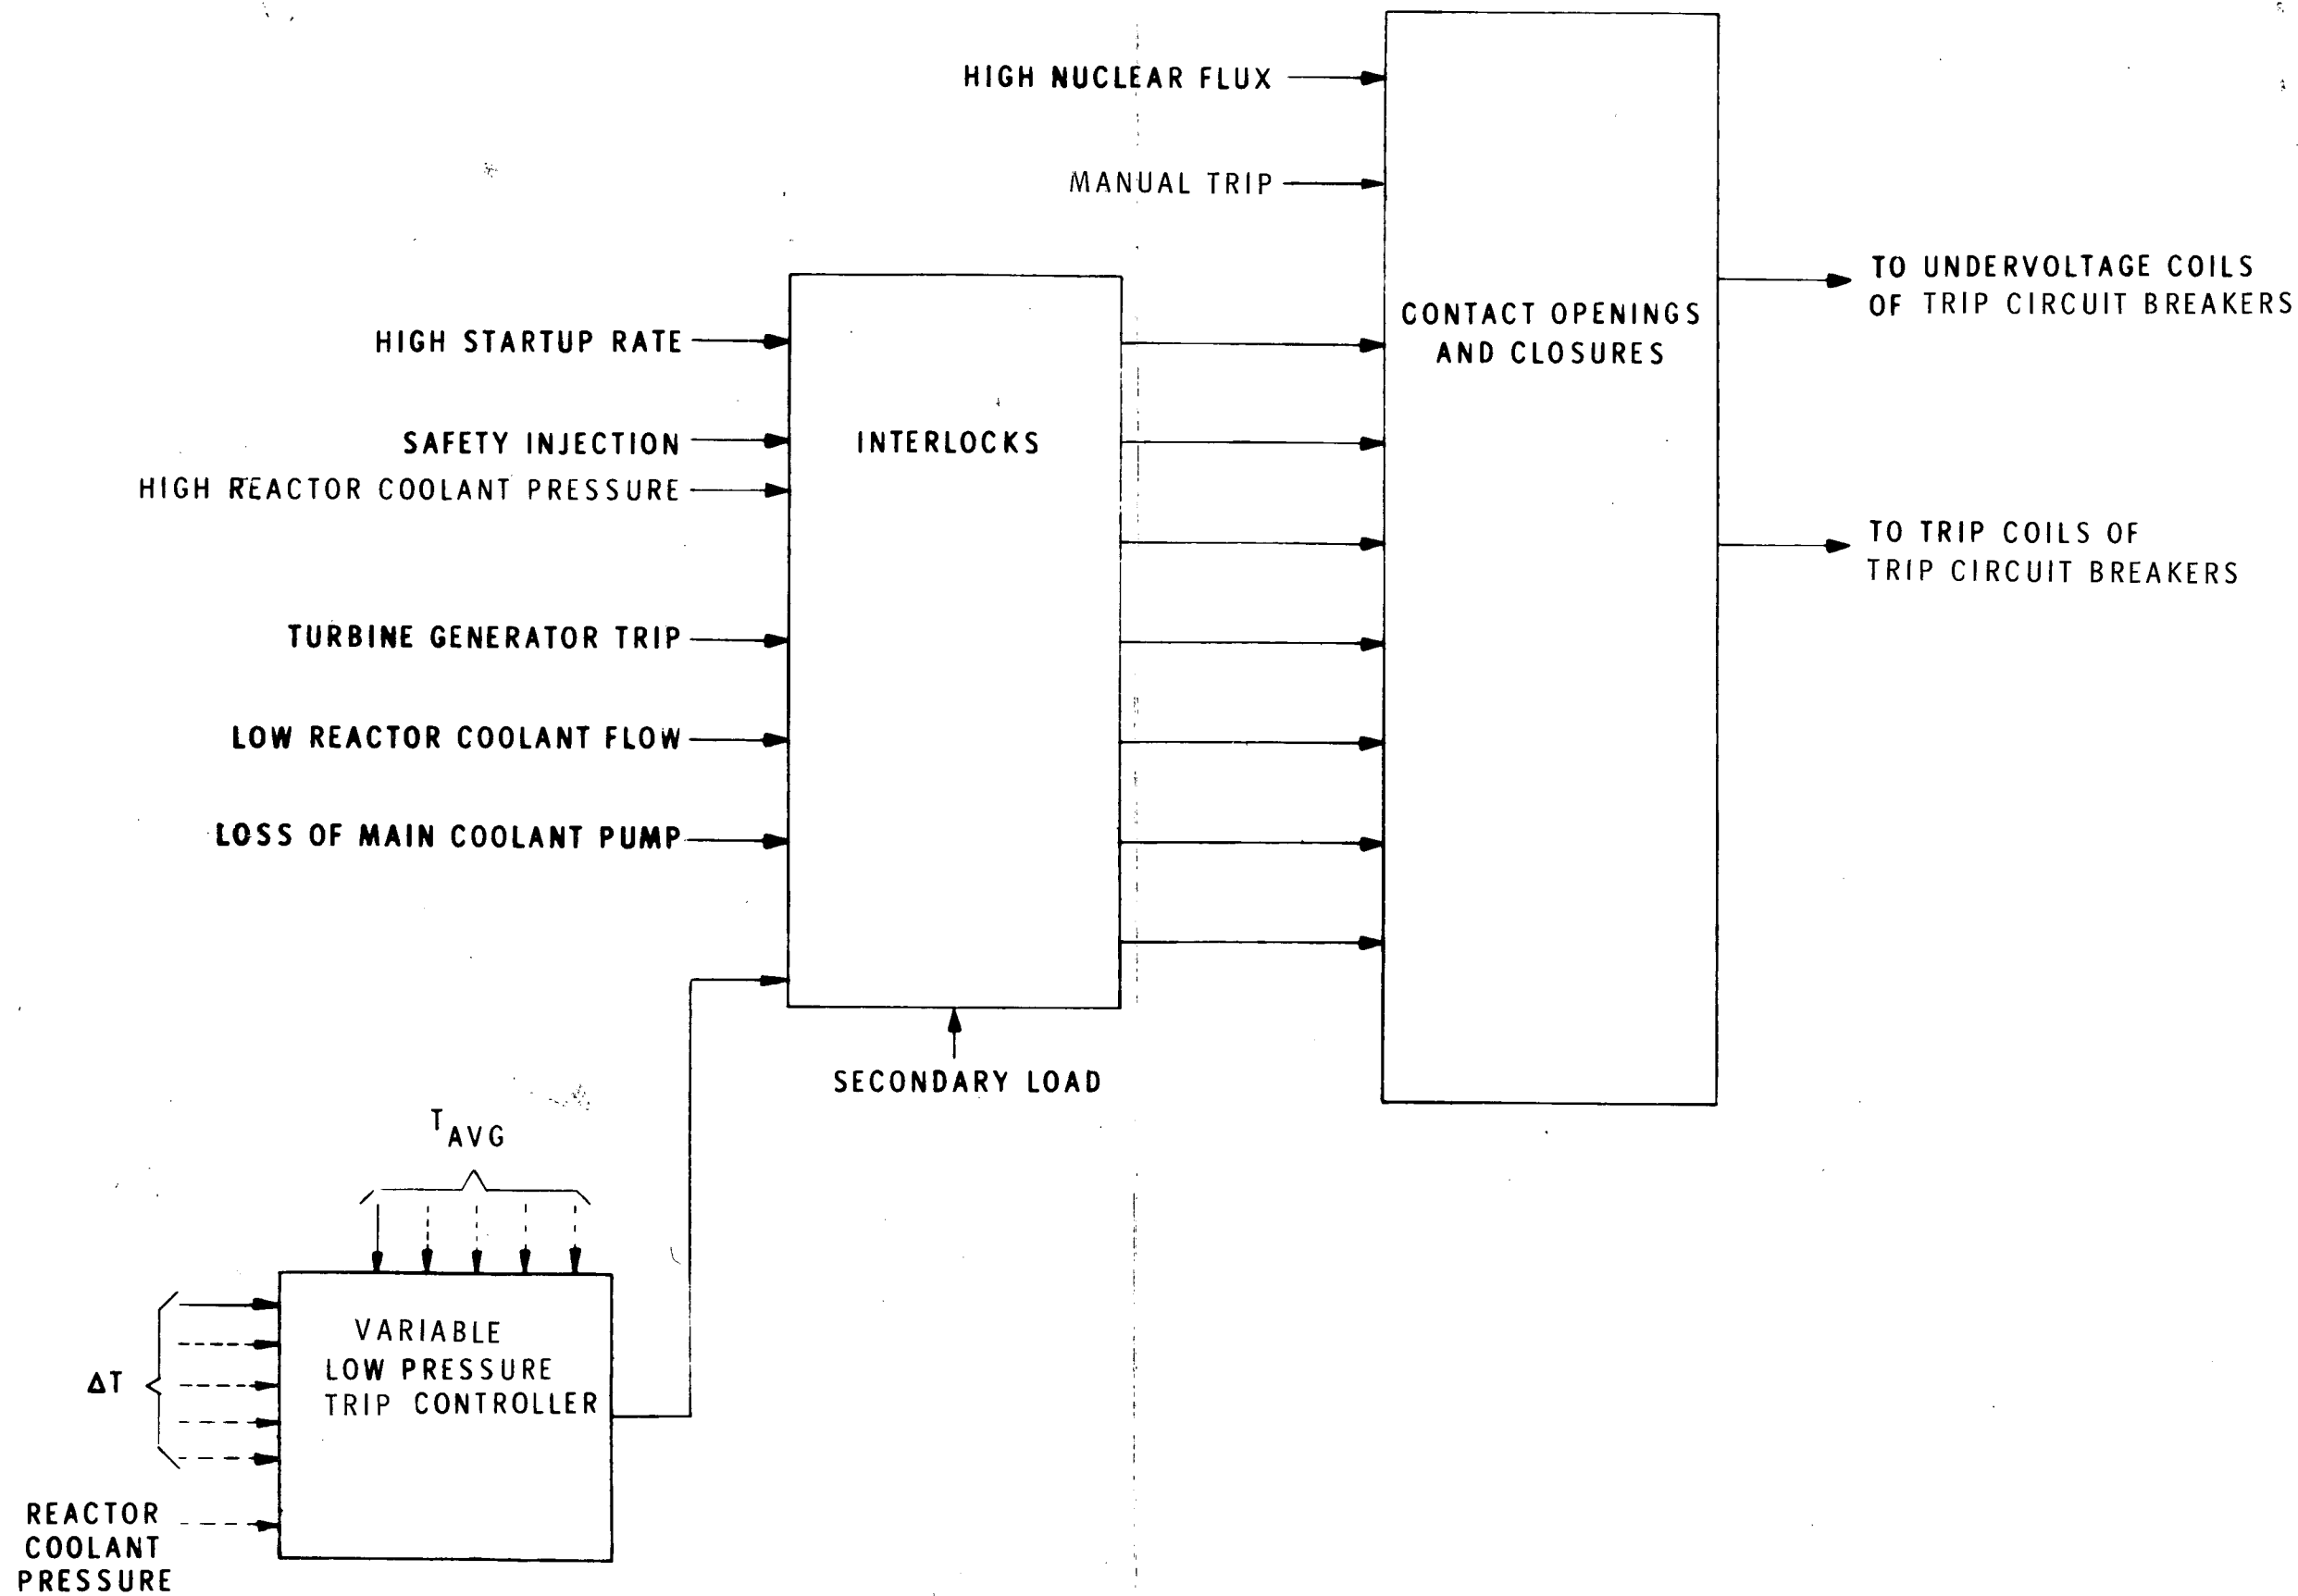 HIGH NUCLEAR FLUX
MANUAL TRIP
CONTACT OPENINGS
AND CLOSURES
TO UNDERVOLTAGE COILS
OF TRIP CIRCUIT BREAKERS
TO TRIP COILS OF
TRIP CIRCUIT BREAKERS
HIGH STARTUP RATE
SAFETY INJECTION
HIGH REACTOR COOLANT PRESSURE
INTERLOCKS
TURBINE GENERATOR TRIP
LOW REACTOR COOLANT FLOW
LOSS OF MAIN COOLANT PUMP
SECONDARY LOAD
T AVG
ΔT
VARIABLE
LOW PRESSURE
TRIP CONTROLLER
REACTOR
COOLANT
PRESSURE